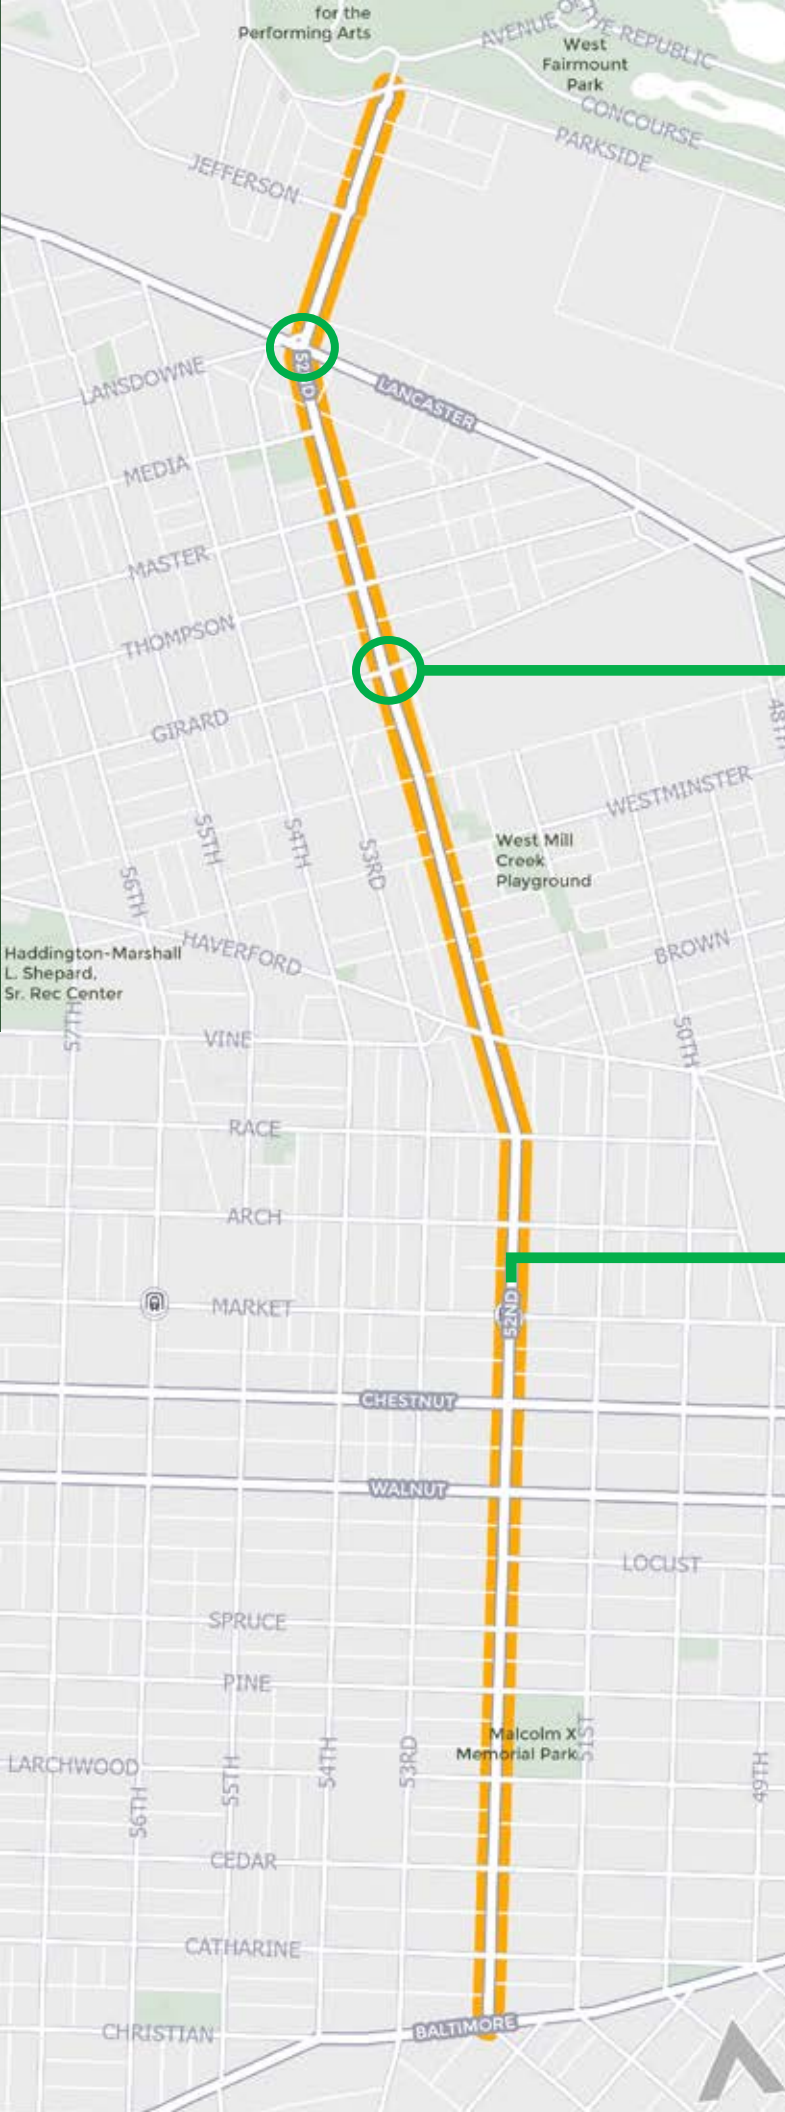 for the
Performing Arts
AVENUE OF THE REPUBLIC
West
Fairmount
Park
CONCOURSE
PARKSIDE
JEFFERSON
52ND
LANSDOWNE
LANCASTER
MEDIA
MASTER
THOMPSON
GIRARD
48TH
WESTMINSTER
55TH
54TH
53RD
56TH
West Mill
Creek
Playground
HAVERFORD
BROWN
Haddington-Marshall
L. Shepard,
Sr. Rec Center
57TH
VINE
50TH
RACE
ARCH
MARKET
52ND
CHESTNUT
WALNUT
LOCUST
SPRUCE
PINE
Malcolm X
Memorial Park
51ST
LARCHWOOD
56TH
55TH
54TH
53RD
49TH
CEDAR
CATHARINE
CHRISTIAN
BALTIMORE